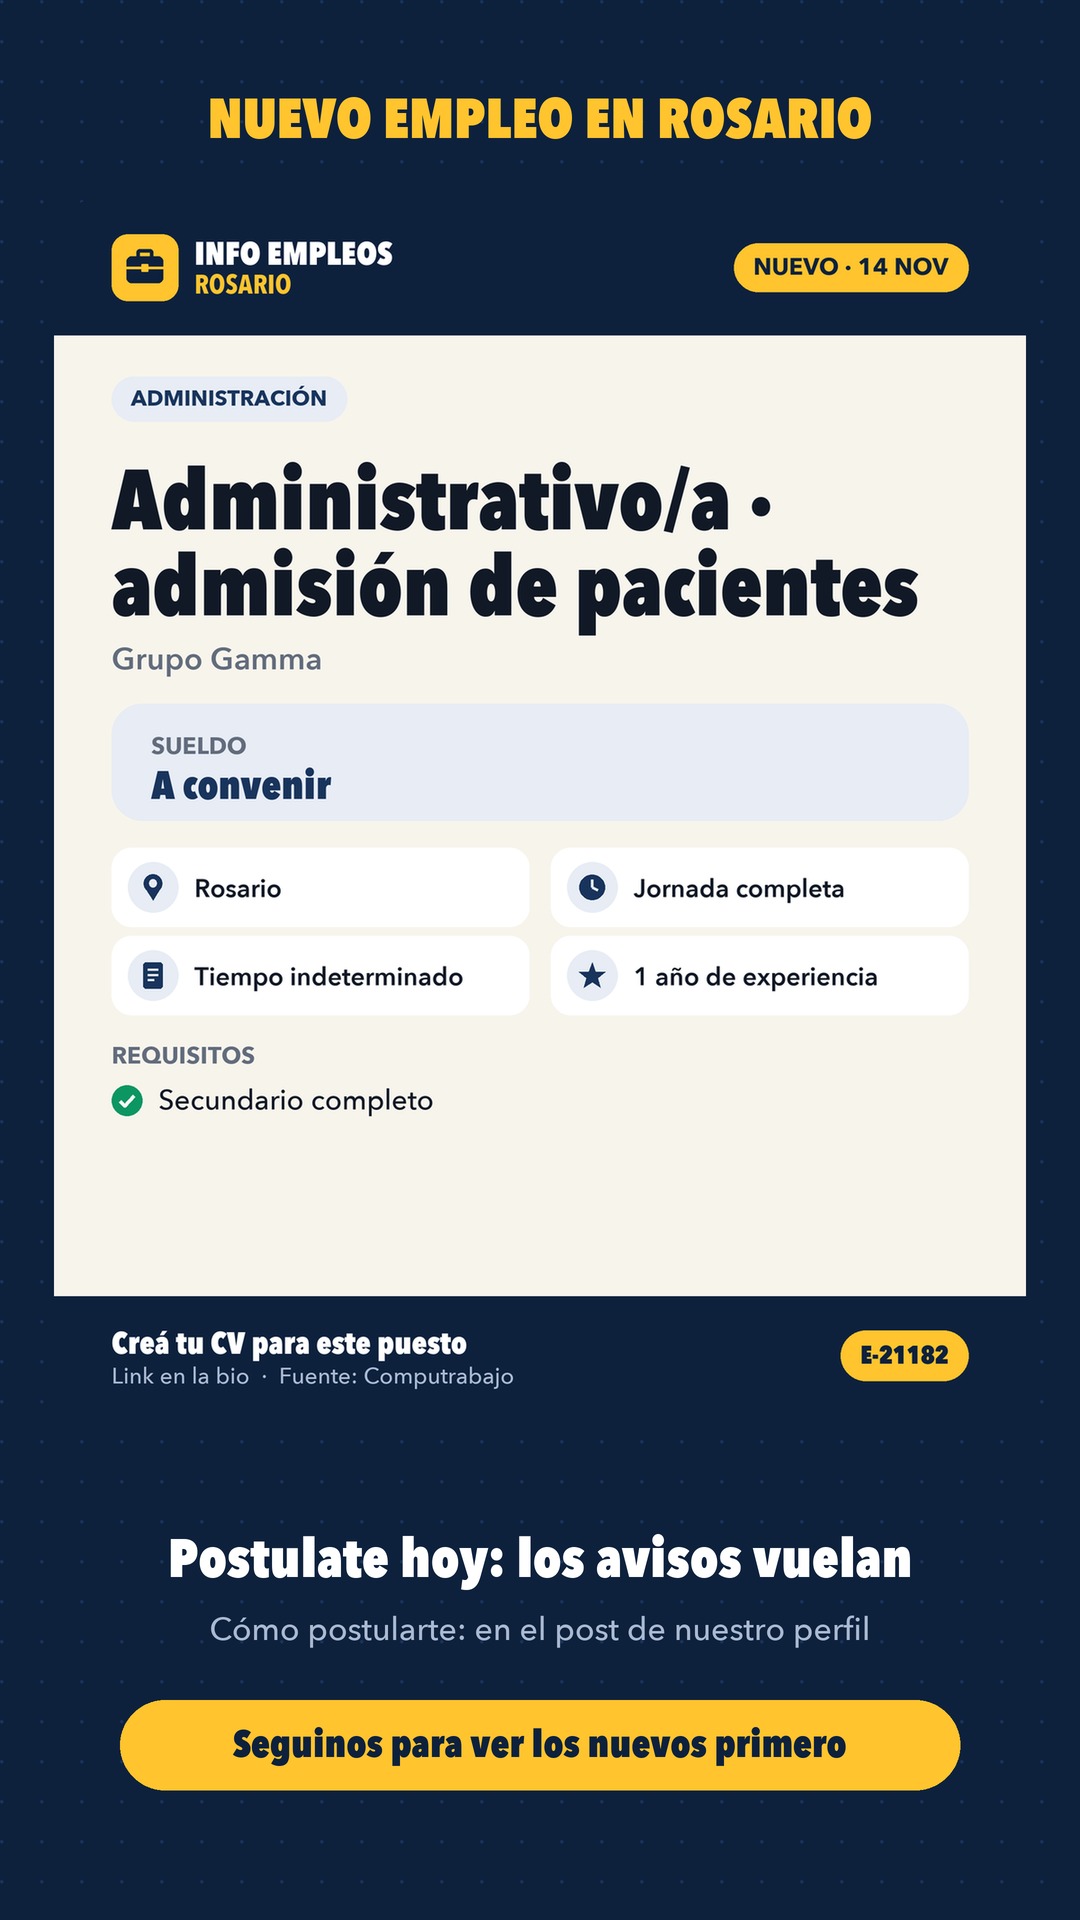 NUEVO EMPLEO EN ROSARIO
INFO EMPLEOS
ROSARIO
NUEVO · 14 NOV
ADMINISTRACIÓN
Administrativo/a ·
admisión de pacientes
Grupo Gamma
SUELDO
A convenir
Rosario
Jornada completa
Tiempo indeterminado
1 año de experiencia
REQUISITOS
Secundario completo
Creá tu CV para este puesto
Link en la bio · Fuente: Computrabajo
E-21182
Postulate hoy: los avisos vuelan
Cómo postularte: en el post de nuestro perfil
Seguinos para ver los nuevos primero